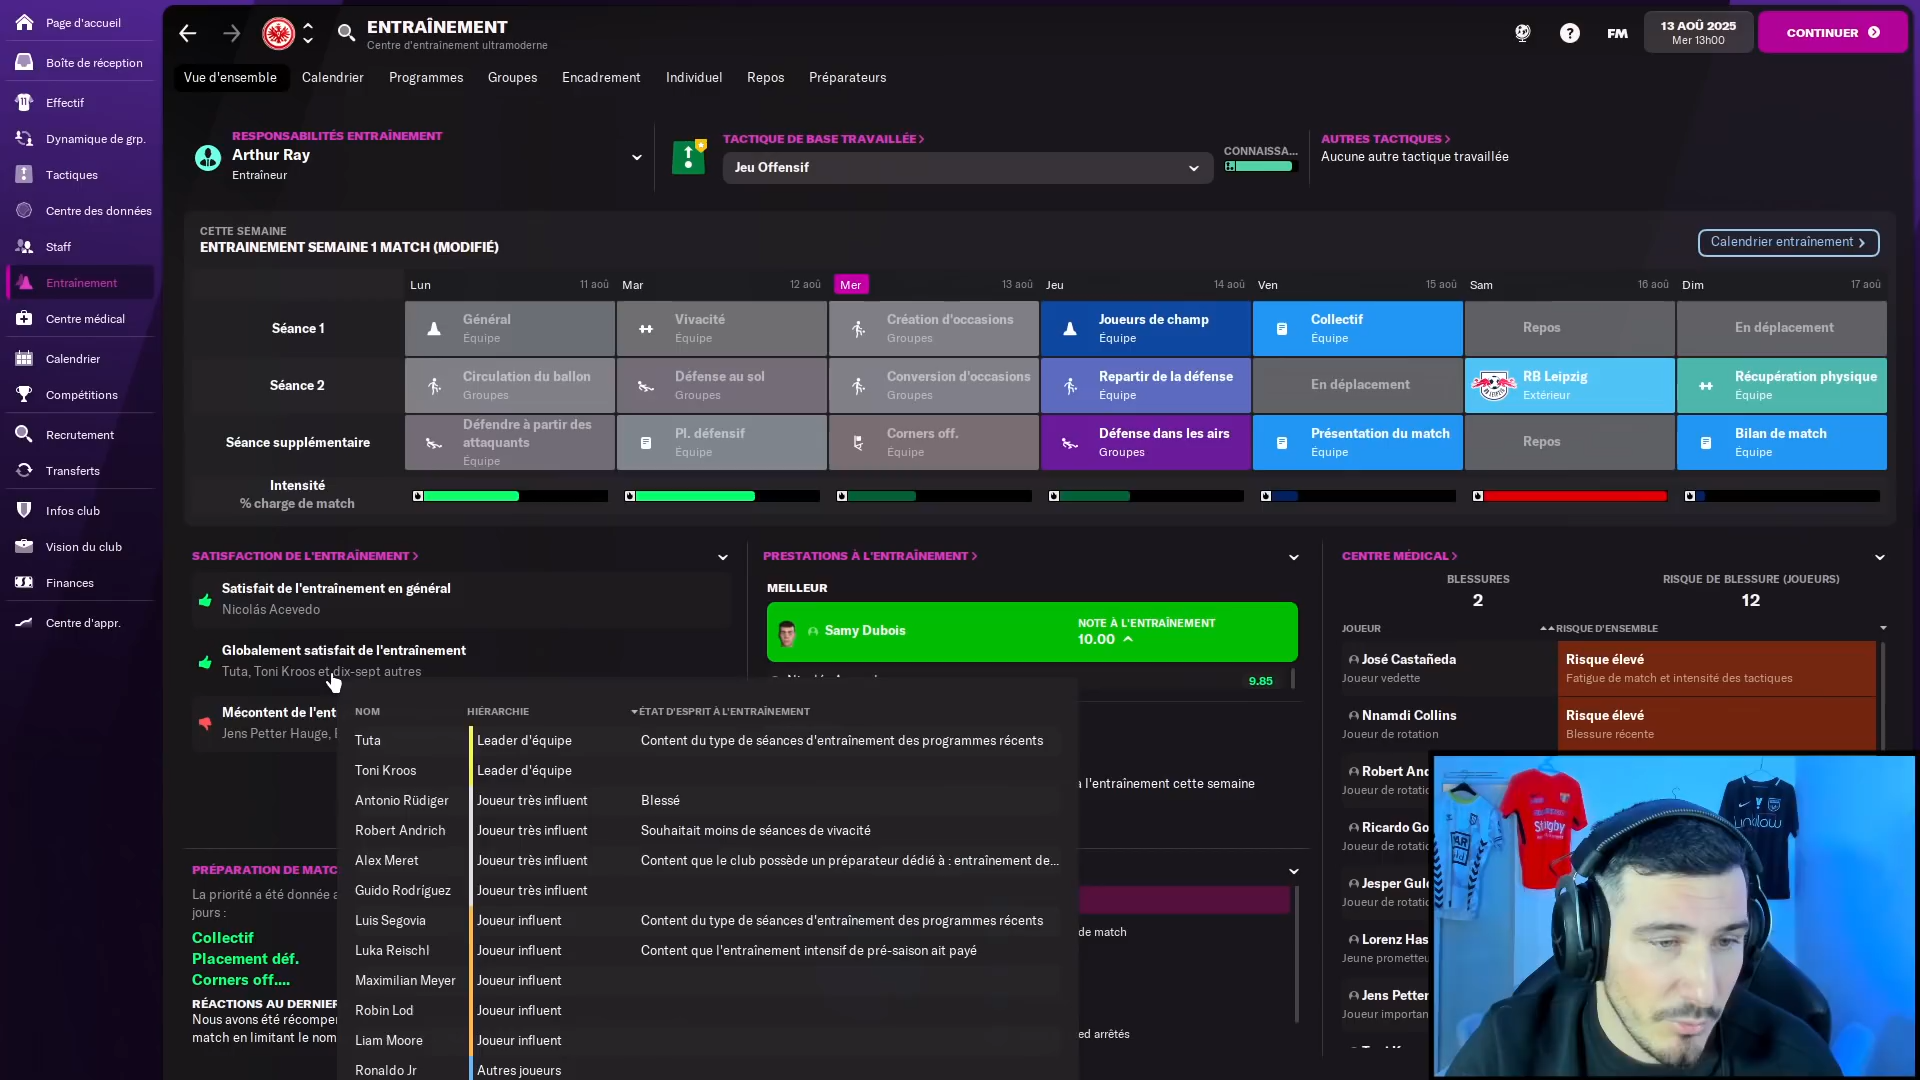 Page d'accueil
Boîte de réception
Effectif
Dynamique de grp.
Tactiques
Centre des données
Staff
Entraînement
Centre médical
Calendrier
Compétitions
Recrutement
Transferts
Infos club
Vision du club
Finances
Centre d'appr.
ENTRAÎNEMENT
Centre d'entraînement ultramoderne
FM
13 AOÛ 2025
Mer 13h00
CONTINUER
Vue d'ensemble
Calendrier
Programmes
Groupes
Encadrement
Individuel
Repos
Préparateurs
RESPONSABILITÉS ENTRAÎNEMENT
Arthur Ray
Entraîneur
TACTIQUE DE BASE TRAVAILLÉE >
Jeu Offensif
CONNAISSA...
AUTRES TACTIQUES >
Aucune autre tactique travaillée
CETTE SEMAINE
ENTRAINEMENT SEMAINE 1 MATCH (MODIFIÉ)
Calendrier entraînement >
Lun 11 aoû
Mar 12 aoû
Mer 13 aoû
Jeu 14 aoû
Ven 15 aoû
Sam 16 aoû
Dim 17 aoû
Séance 1
Général
Équipe
Vivacité
Équipe
Création d'occasions
Groupes
Joueurs de champ
Équipe
Collectif
Équipe
Repos
En déplacement
Séance 2
Circulation du ballon
Groupes
Défense au sol
Groupes
Conversion d'occasions
Groupes
Repartir de la défense
Équipe
En déplacement
RB Leipzig
Extérieur
Récupération physique
Équipe
Séance supplémentaire
Défendre à partir des
attaquants
Équipe
Pl. défensif
Équipe
Corners off.
Équipe
Défense dans les airs
Groupes
Présentation du match
Équipe
Repos
Bilan de match
Équipe
Intensité
% charge de match
SATISFACTION DE L'ENTRAÎNEMENT >
Satisfait de l'entraînement en général
Nicolás Acevedo
Globalement satisfait de l'entraînement
Tuta, Toni Kroos et dix-sept autres
Mécontent de l'ent
Jens Petter Hauge,
PRESTATIONS À L'ENTRAÎNEMENT >
MEILLEUR
Samy Dubois
NOTE À L'ENTRAÎNEMENT
10.00
9.85
CENTRE MÉDICAL >
BLESSURES
2
RISQUE DE BLESSURE (JOUEURS)
12
JOUEUR
RISQUE D'ENSEMBLE
José Castañeda
Joueur vedette
Risque élevé
Fatigue de match et intensité des tactiques
Nnamdi Collins
Joueur de rotation
Risque élevé
Blessure récente
Robert And
Joueur de rotati
Ricardo Go
Joueur de rotati
Jesper Gul
Joueur de rotati
Lorenz Has
Jeune prometteu
Jens Petter
Joueur importan
NOM
HIÉRARCHIE
ÉTAT D'ESPRIT À L'ENTRAÎNEMENT
Tuta Leader d'équipe Content du type de séances d'entraînement des programmes récents
Toni Kroos Leader d'équipe
Antonio Rüdiger Joueur très influent Blessé
Robert Andrich Joueur très influent Souhaitait moins de séances de vivacité
Alex Meret Joueur très influent Content que le club possède un préparateur dédié à : entraînement de...
Guido Rodríguez Joueur très influent
Luis Segovia Joueur influent Content du type de séances d'entraînement des programmes récents
Luka Reischl Joueur influent Content que l'entraînement intensif de pré-saison ait payé
Maximilian Meyer Joueur influent
Robin Lod Joueur influent
Liam Moore Joueur influent
Ronaldo Jr Autres joueurs
à l'entraînement cette semaine
de match
ed arrêtés
PRÉPARATION DE MATC
La priorité a été donnée a
jours :
Collectif
Placement déf.
Corners off....
RÉACTIONS AU DERNIER
Nous avons été récompe
match en limitant le nom
Stingby
LinkNow